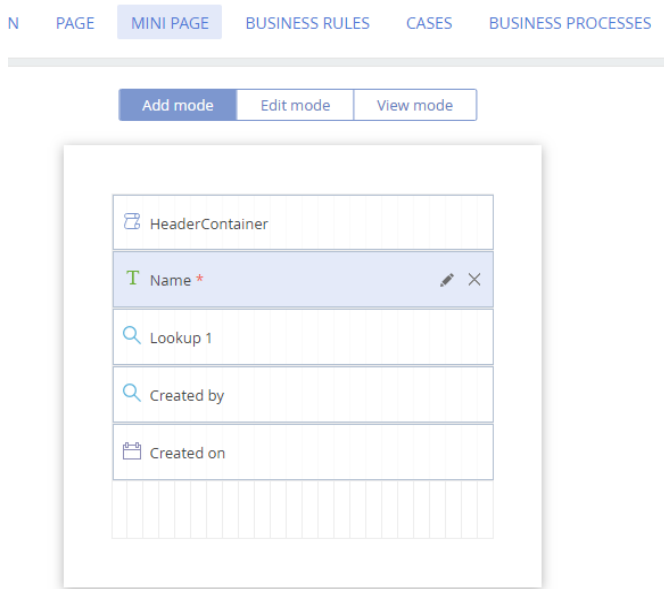 N PAGE MINI PAGE BUSINESS RULES CASES BUSINESS PROCESSES
Add mode Edit mode View mode
HeaderContainer
T Name *
Lookup 1
Created by
Created on